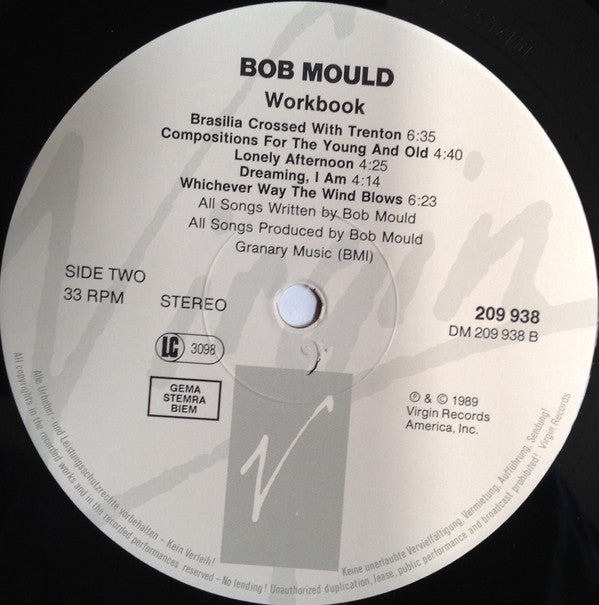 BOB MOULD
Workbook
Brasilia Crossed With Trenton 6:35
Compositions For The Young And Old 4:40
Lonely Afternoon 4:25
Dreaming, I Am 4:14
Whichever Way The Wind Blows 6:23
All Songs Written by Bob Mould
All Songs Produced by Bob Mould
Granary Music (BMI)
SIDE TWO
33 RPM
STEREO
209 938
DM 209 938 B
LC 3098
GEMA
STEMRA
BIEM
℗ & © 1989
Virgin Records
America, Inc.
Virgin
V
Alle Urheber- und Leistungsschutzrechte vorbehalten – Kein Verleih! Keine unerlaubte Vervielfältigung, Vermietung, Aufführung, Sendung!
All copyrights in the recorded works and in the recorded performances reserved – No lending! Unauthorized duplication, lease, public performance and broadcast prohibited! Virgin Records